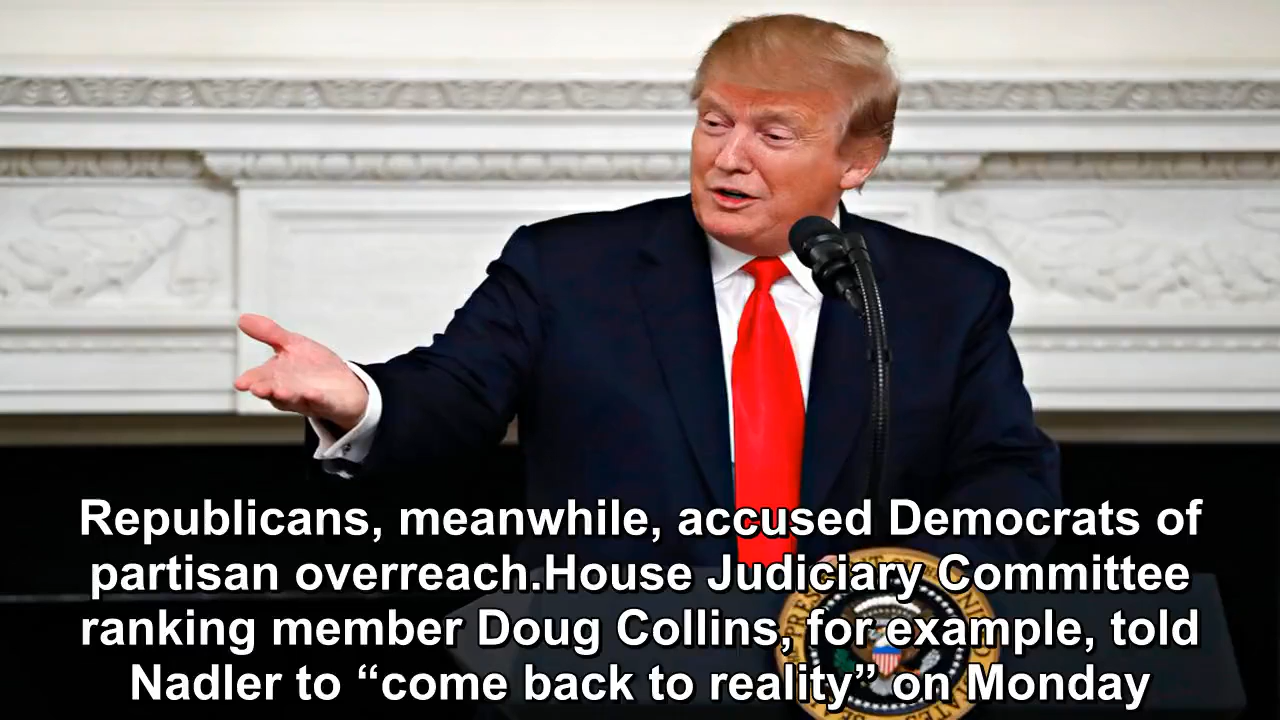 Republicans, meanwhile, accused Democrats of
partisan overreach.House Judiciary Committee
ranking member Doug Collins, for example, told
Nadler to “come back to reality” on Monday